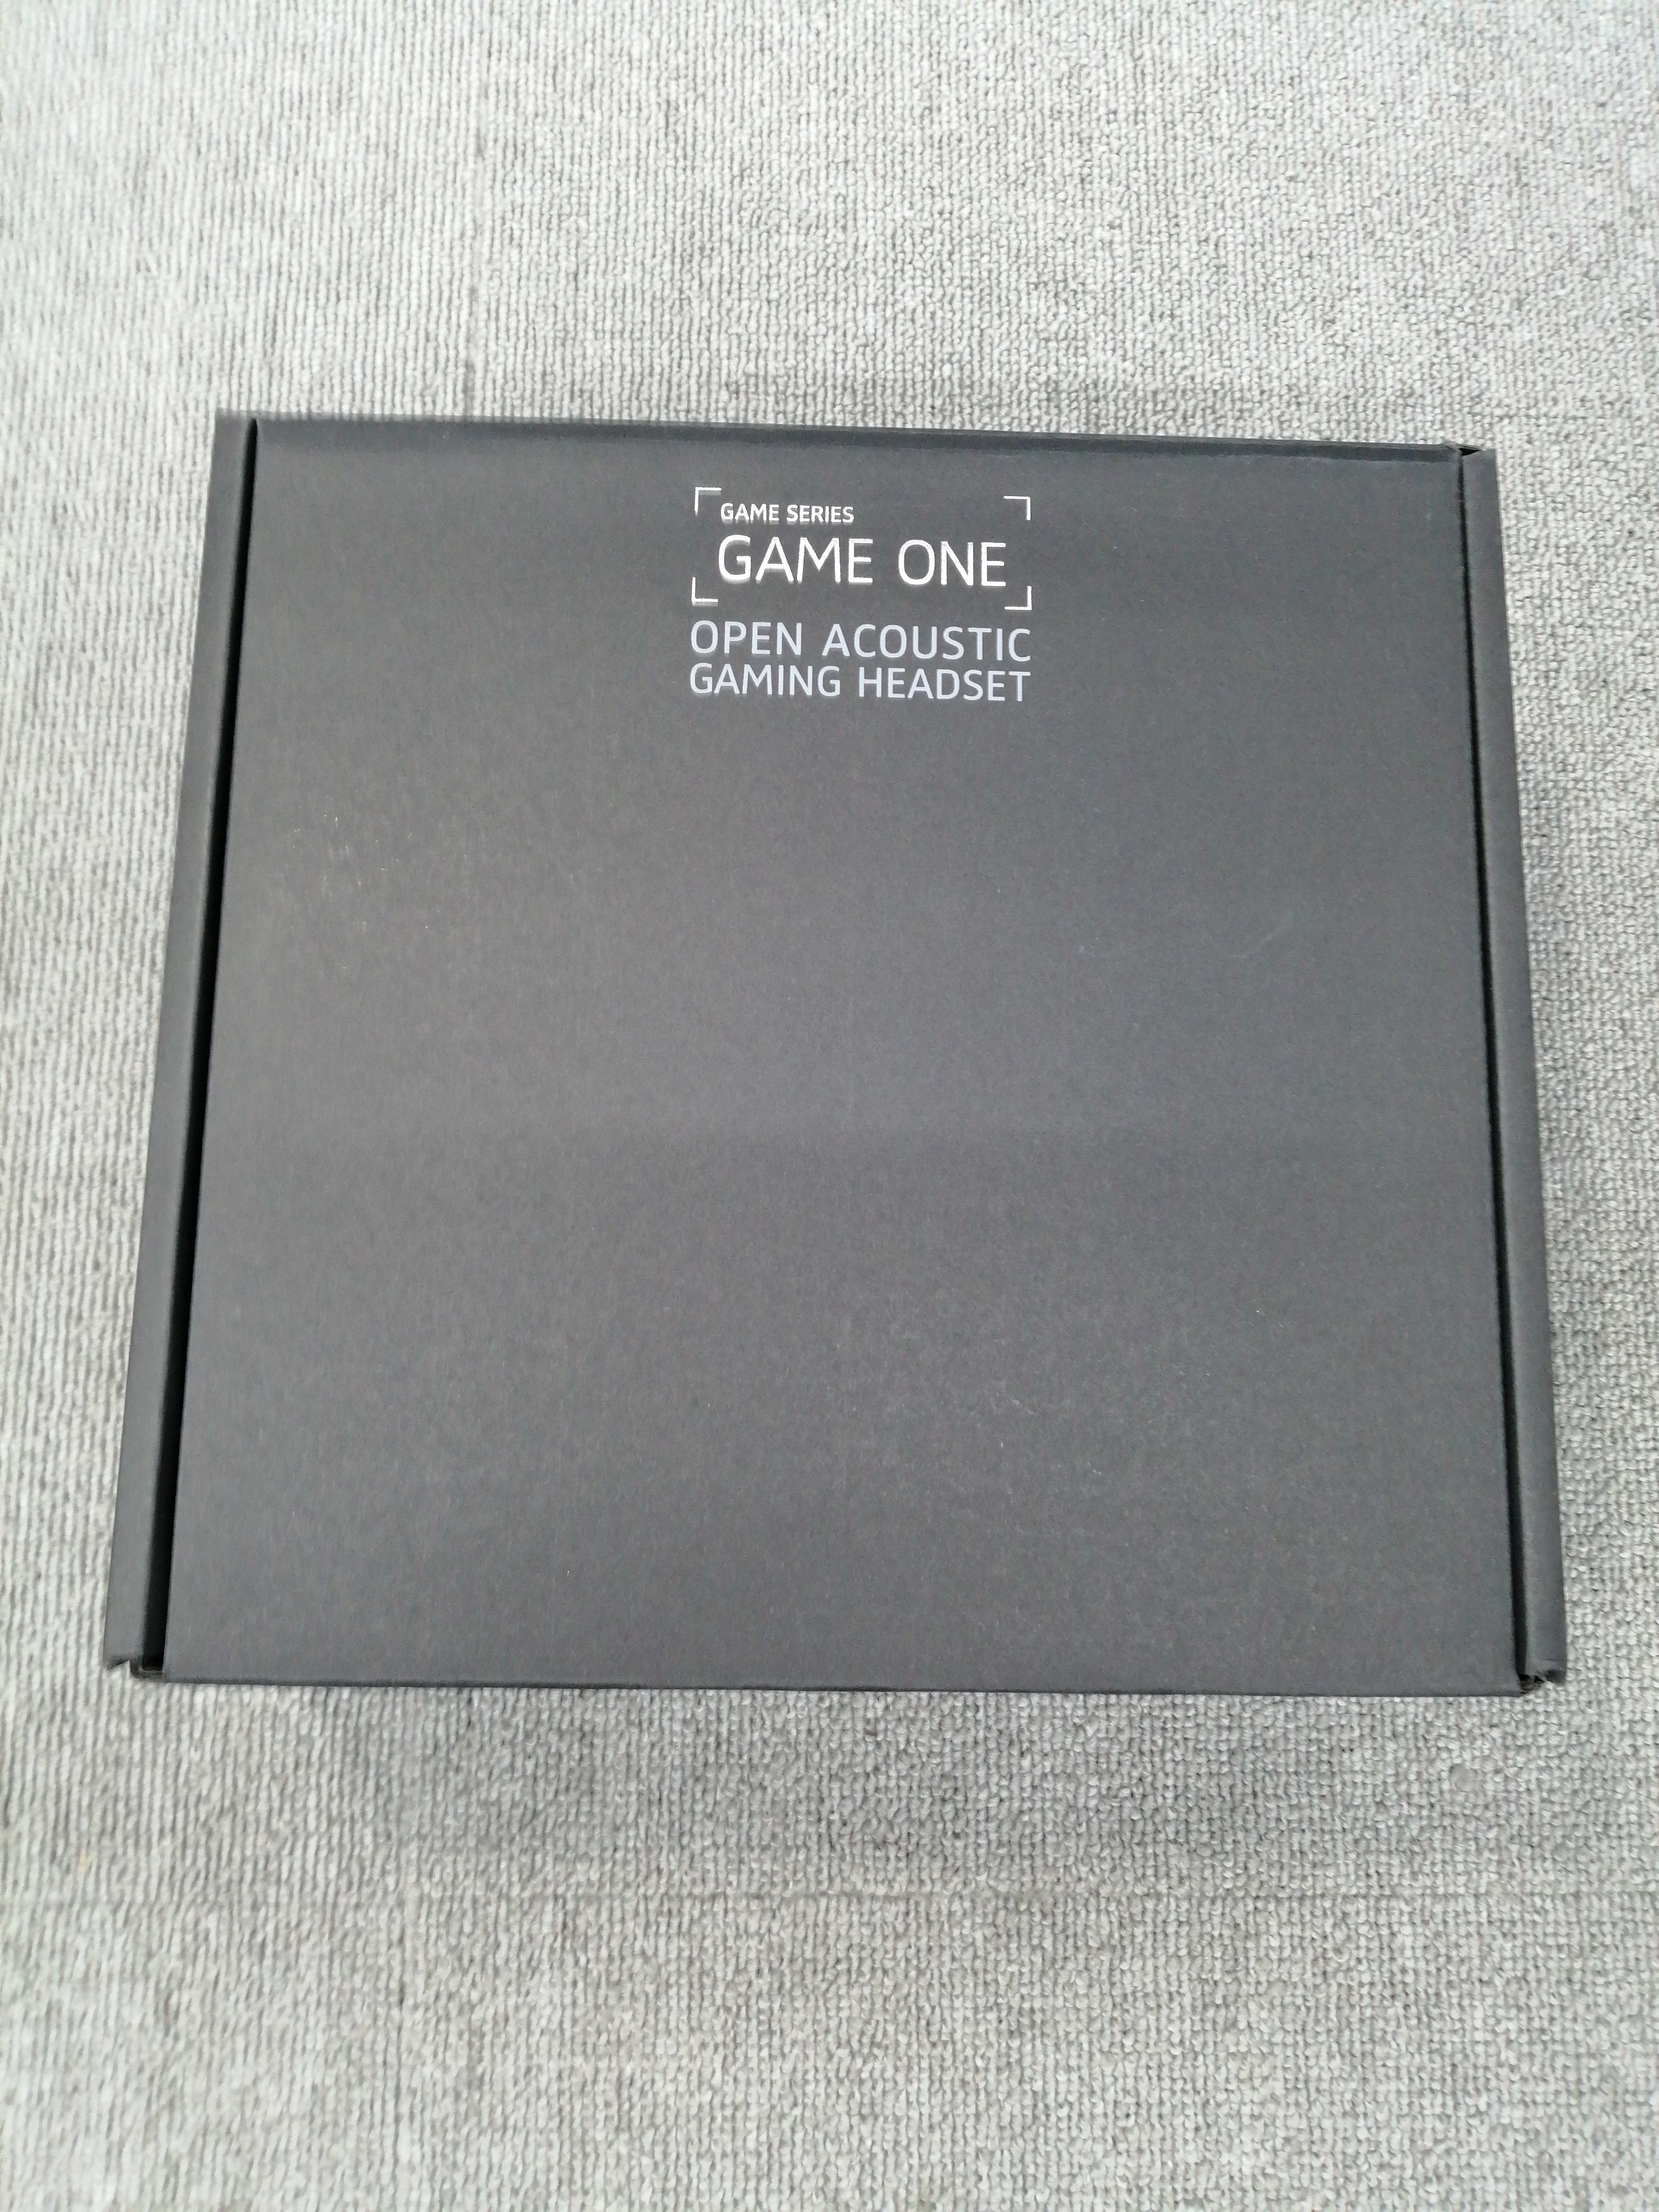 GAME SERIES
GAME ONE
OPEN ACOUSTIC
GAMING HEADSET